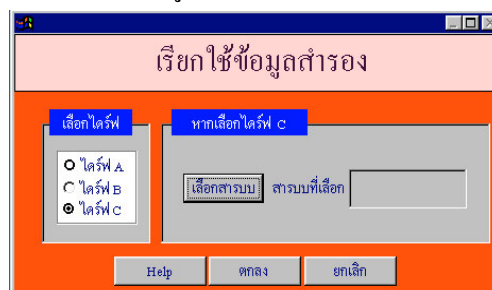 เรียกใช้ข้อมูลสำรอง
เลือกไดร์ฟ
หากเลือกไดร์ฟ C
ไดร์ฟ A
ไดร์ฟ B
ไดร์ฟ C
เลือกสารบบ สารบบที่เลือก
Help ตกลง ยกเลิก